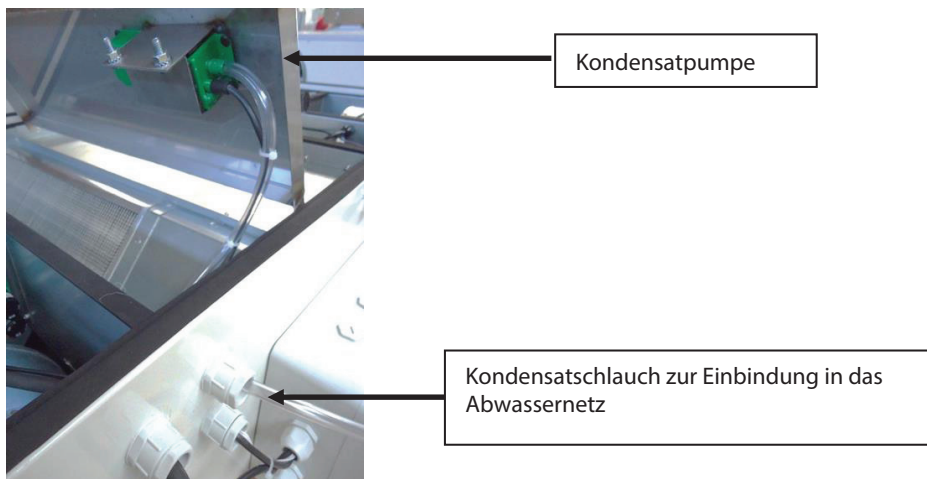 Kondensatpumpe
Kondensatschlauch zur Einbindung in das
Abwassernetz